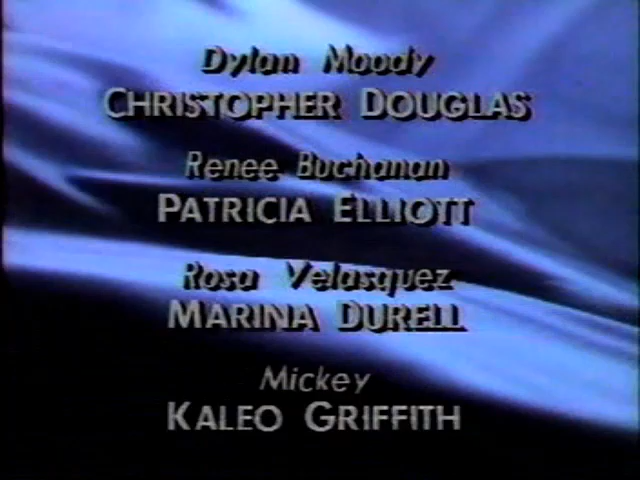 Dylan Moody
CHRISTOPHER DOUGLAS
Renee Buchanan
PATRICIA ELLIOTT
Rosa Velasquez
MARINA DURELL
Mickey
KALEO GRIFFITH